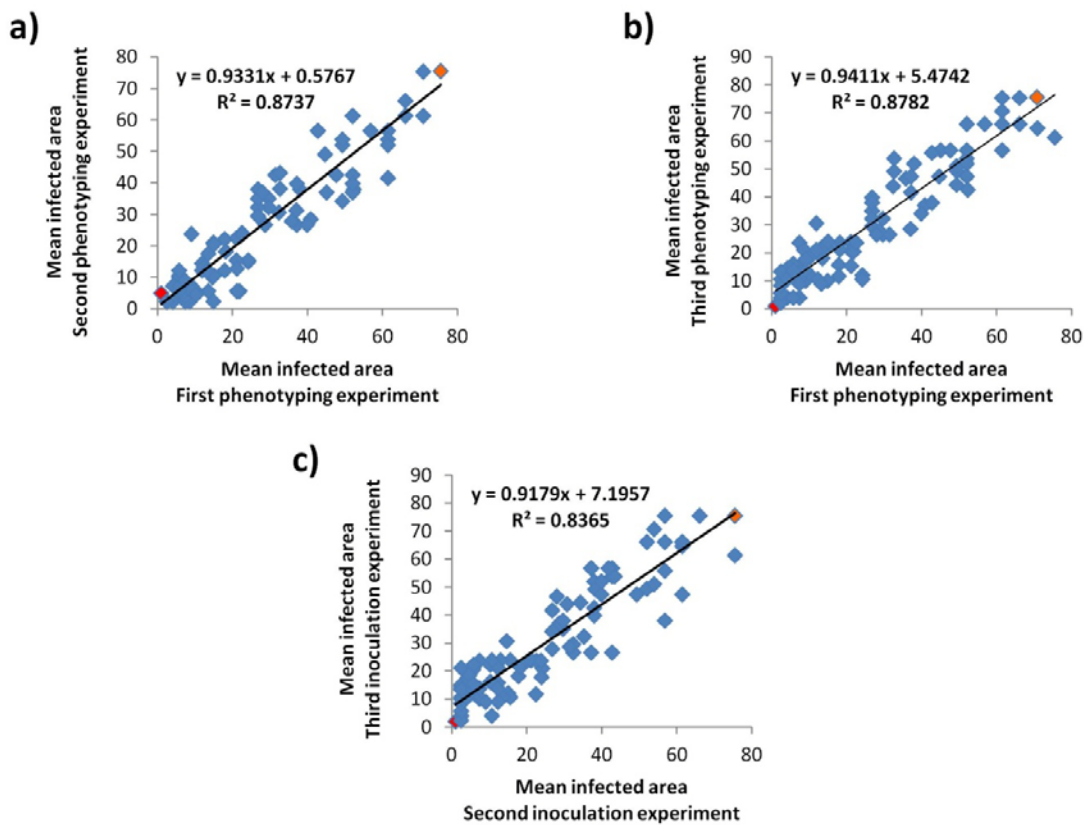 a)
Mean infected area
Second phenotyping experiment
80
70
60
50
40
30
20
10
0
y = 0.9331x + 0.5767
R² = 0.8737
0 20 40 60 80
Mean infected area
First phenotyping experiment
b)
Mean infected area
Third phenotyping experiment
90
80
70
60
50
40
30
20
10
0
y = 0.9411x + 5.4742
R² = 0.8782
0 20 40 60 80
Mean infected area
First phenotyping experiment
c)
Mean infected area
Third inoculation experiment
90
80
70
60
50
40
30
20
10
0
y = 0.9179x + 7.1957
R² = 0.8365
0 20 40 60 80
Mean infected area
Second inoculation experiment